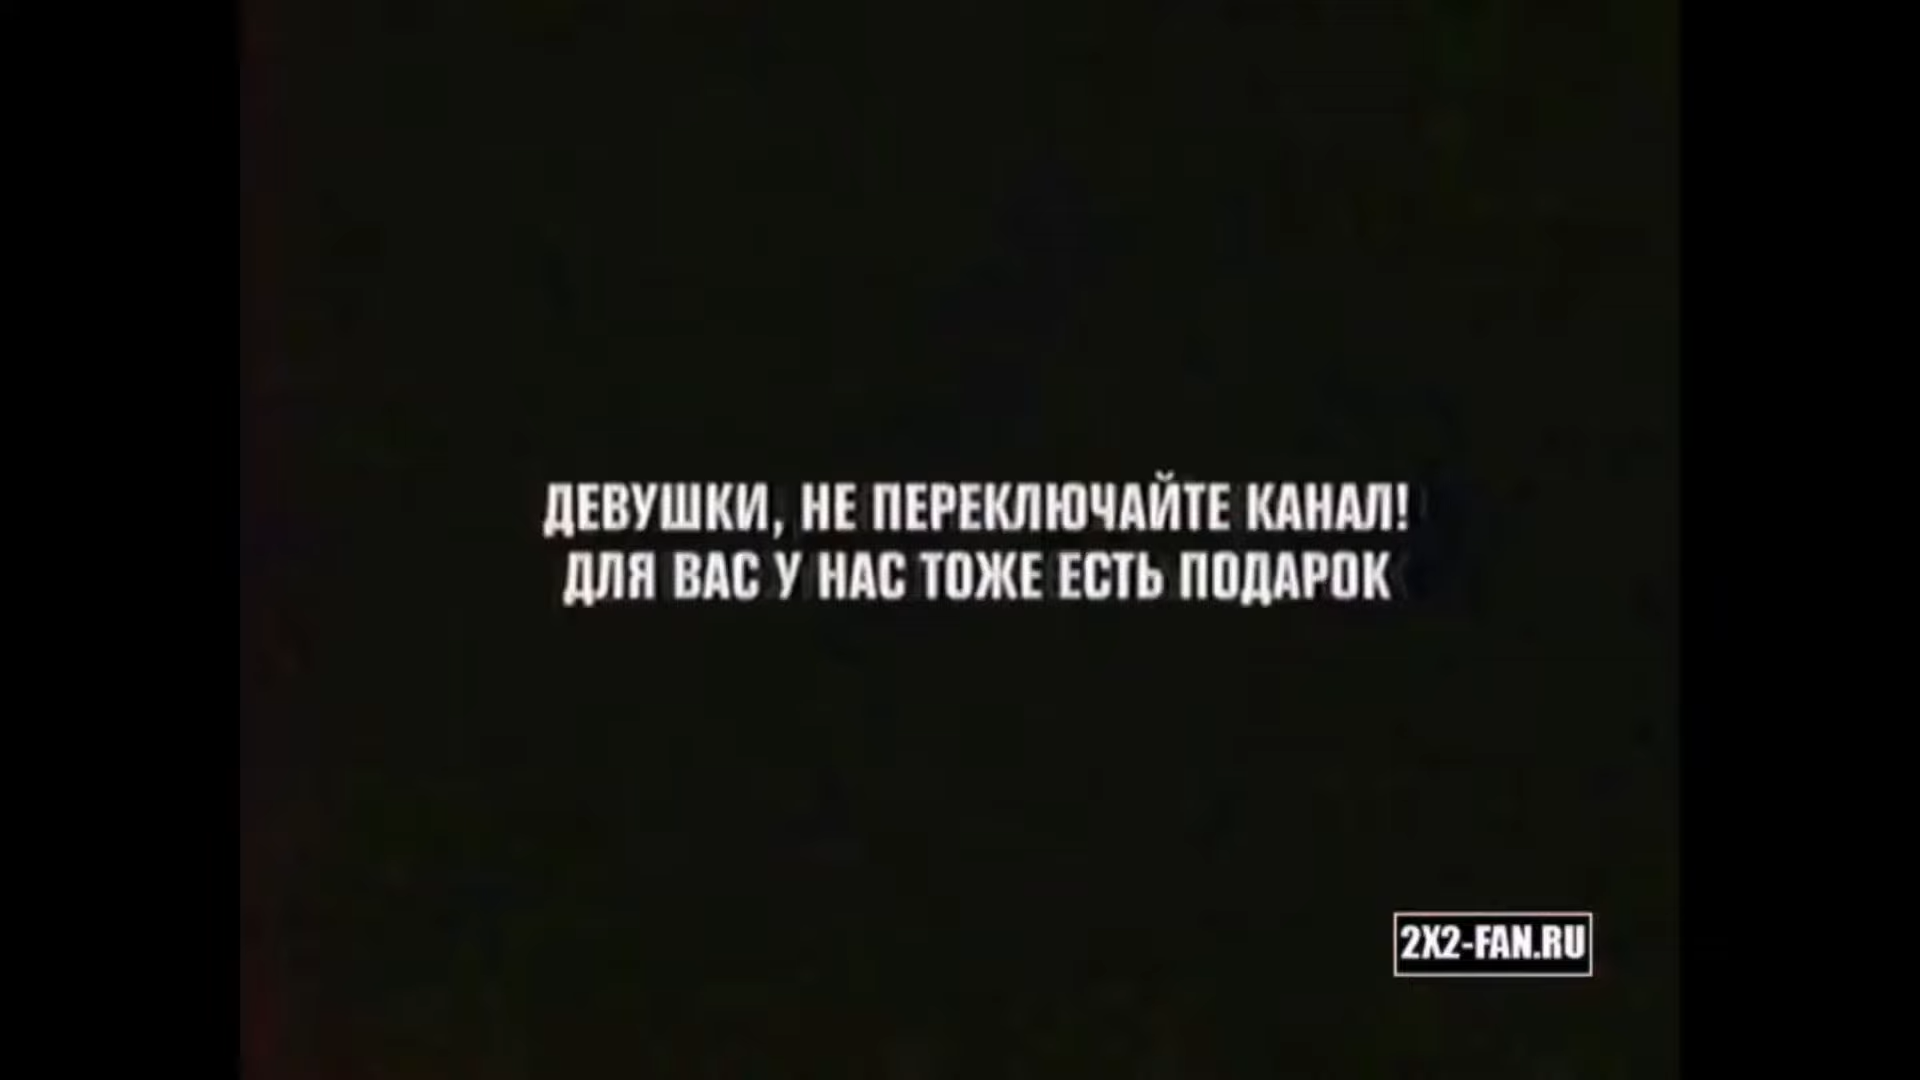 ДЕВУШКИ, НЕ ПЕРЕКЛЮЧАЙТЕ КАНАЛ!
ДЛЯ ВАС У НАС ТОЖЕ ЕСТЬ ПОДАРОК
2X2-FAN.RU